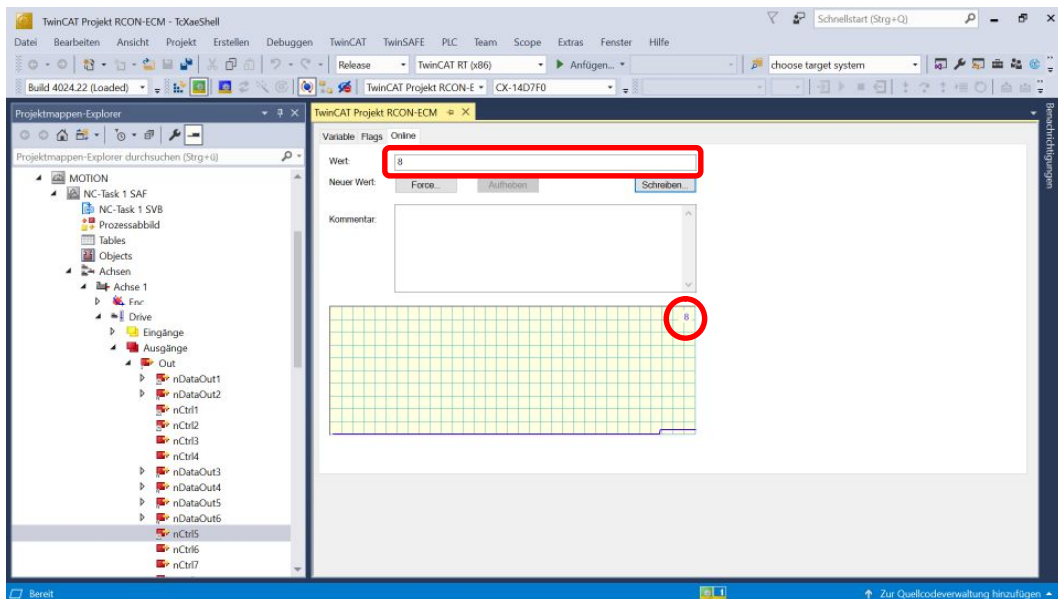 TwinCAT Projekt RCON-ECM - TcXaeShell
Schnellstart (Strg+Q)
Datei Bearbeiten Ansicht Projekt Erstellen Debuggen TwinCAT TwinSAFE PLC Team Scope Extras Fenster Hilfe
Release TwinCAT RT (x86) Anfügen... choose target system
Build 4024.22 (Loaded) TwinCAT Projekt RCON-E CX-14D7F0
Projektmappen-Explorer
TwinCAT Projekt RCON-ECM
Benachrichtigungen
Projektmappen-Explorer durchsuchen (Strg+ü)
MOTION
NC-Task 1 SAF
NC-Task 1 SVB
Prozessabbild
Tables
Objects
Achsen
Achse 1
Enc
Drive
Eingänge
Ausgänge
Out
nDataOut1
nDataOut2
nCtrl1
nCtrl2
nCtrl3
nCtrl4
nDataOut3
nDataOut4
nDataOut5
nDataOut6
nCtrl5
nCtrl6
nCtrl7
Variable Flags Online
Wert: 8
Neuer Wert: Force... Aufheben Schreiben...
Kommentar:
8
Bereit
1
Zur Quellcodeverwaltung hinzufügen